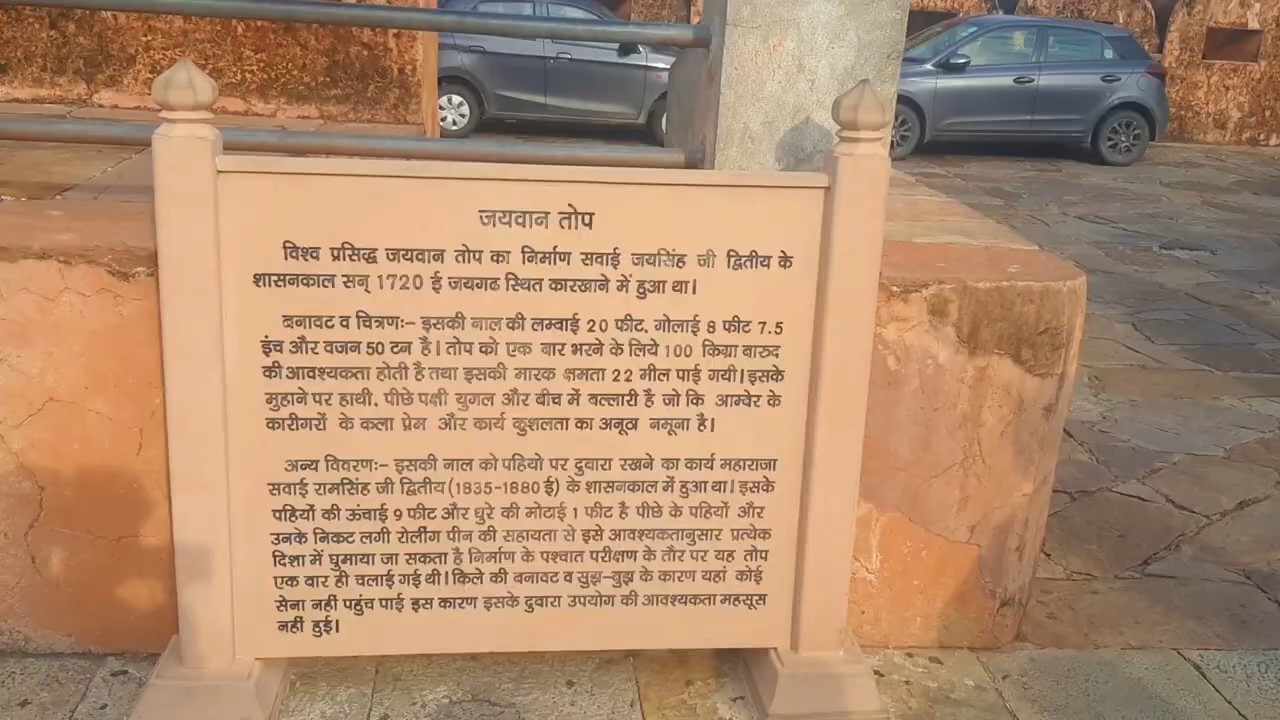 जयवान तोप
विश्व प्रसिद्ध जयवान तोप का निर्माण सवाई जयसिंह जी द्वितीय के
शासनकाल सन् 1720 ई जयगढ स्थित कारखाने में हुआ था।
बनावट व चित्रणः– इसकी नाल की लम्बाई 20 फीट, गोलाई 8 फीट 7.5
इंच और वजन 50 टन है। तोप को एक बार भरने के लिये 100 किग्रा बारुद
की आवश्यकता होती है तथा इसकी मारक क्षमता 22 मील पाई गयी। इसके
मुहाने पर हाथी, पीछे पक्षी युगल और बीच में बल्लारी है जो कि आम्बेर के
कारीगरों के कला प्रेम और कार्य कुशलता का अनूठा नमूना है।
अन्य विवरणः– इसकी नाल को पहियो पर दुवारा रखने का कार्य महाराजा
सवाई रामसिंह जी द्वितीय (1835-1880 ई) के शासनकाल में हुआ था। इसके
पहियों की ऊंचाई 9 फीट और धुरे की मोटाई 1 फीट है पीछे के पहियों और
उनके निकट लगी रोलींग पीन की सहायता से इसे आवश्यकतानुसार प्रत्येक
दिशा में घुमाया जा सकता है निर्माण के पश्चात परीक्षण के तौर पर यह तोप
एक बार ही चलाई गई थी। किले की बनावट व सुझ–बुझ के कारण यहां कोई
सेना नहीं पहुंच पाई इस कारण इसके दुवारा उपयोग की आवश्यकता महसूस
नहीं हुई।